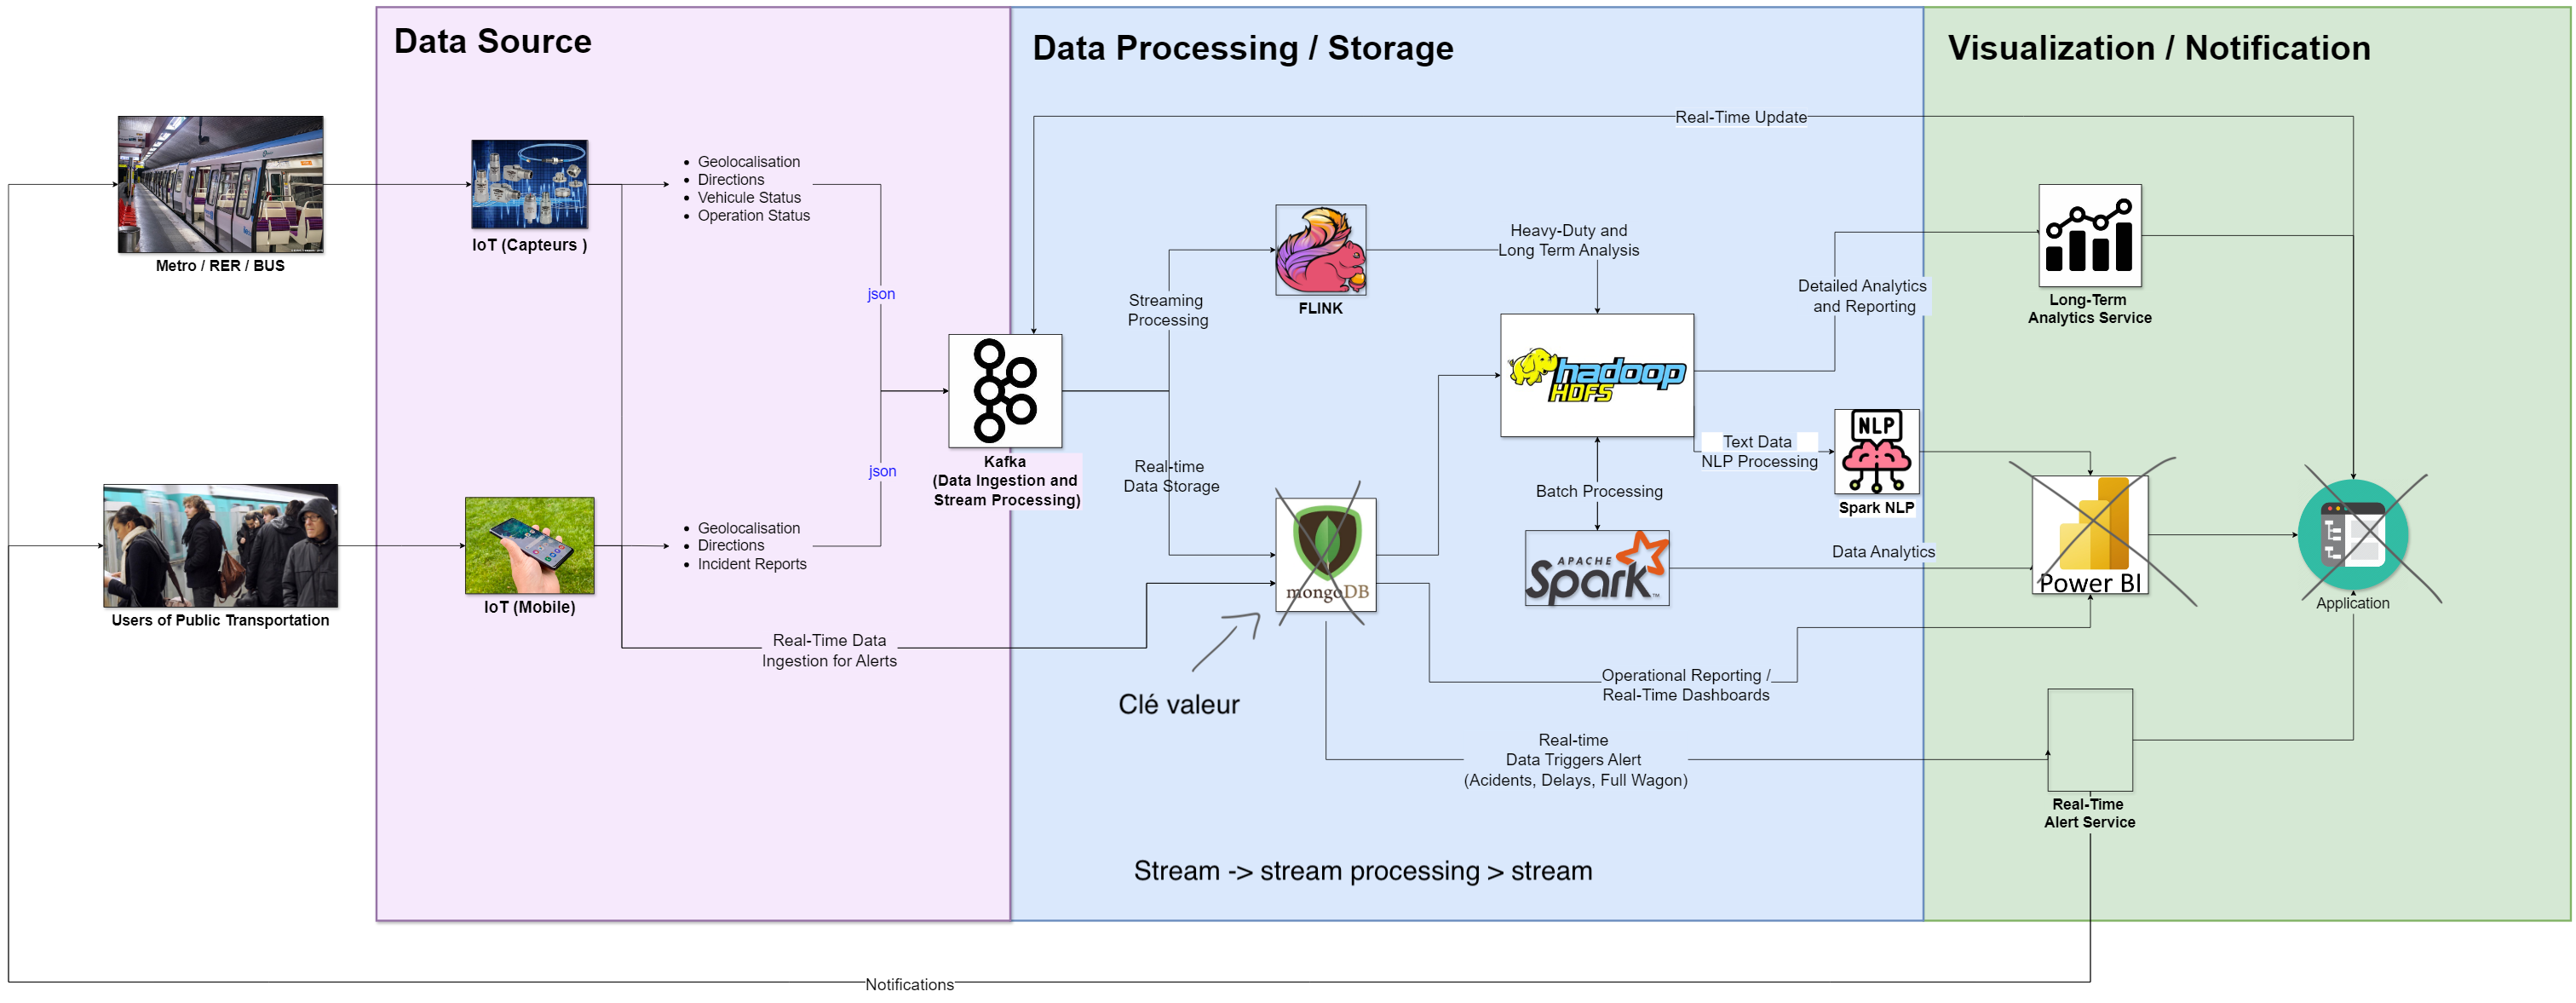 Data Source
Data Processing / Storage
Visualization / Notification
Real-Time Update
Metro / RER / BUS
IoT (Capteurs )
Geolocalisation
Directions
Vehicule Status
Operation Status
json
Streaming
Processing
FLINK
Heavy-Duty and
Long Term Analysis
Detailed Analytics
and Reporting
Long-Term
Analytics Service
hadoop
HDFS
Kafka
(Data Ingestion and
Stream Processing)
json
Real-time
Data Storage
Text Data
NLP Processing
NLP
Spark NLP
Batch Processing
Users of Public Transportation
IoT (Mobile)
Geolocalisation
Directions
Incident Reports
mongoDB
APACHE
Spark
Data Analytics
Power BI
Application
Real-Time Data
Ingestion for Alerts
Clé valeur
Operational Reporting /
Real-Time Dashboards
Real-time
Data Triggers Alert
(Acidents, Delays, Full Wagon)
Real-Time
Alert Service
Stream -> stream processing > stream
Notifications